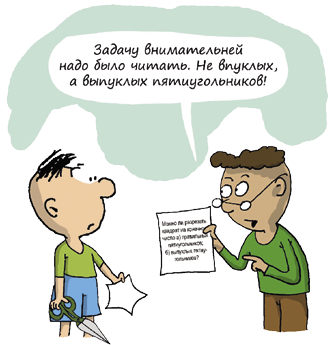 Задачу внимательней
надо было читать. Не впуклых,
а выпуклых пятиугольников!
Можно ли разрезать
квадрат на конечное
число а) правильных
пятиугольников;
б) выпуклых пяти-
угольников?